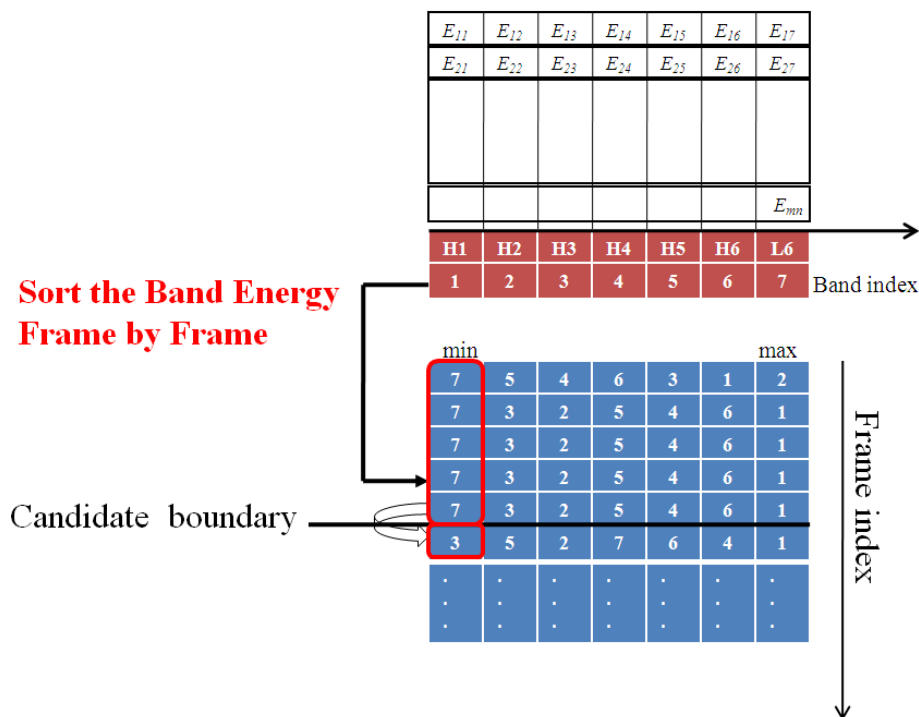 E11 E12 E13 E14 E15 E16 E17
E21 E22 E23 E24 E25 E26 E27
Emn
H1 H2 H3 H4 H5 H6 L6
1 2 3 4 5 6 7
Band index
Sort the Band Energy
Frame by Frame
min max
7 5 4 6 3 1 2
7 3 2 5 4 6 1
7 3 2 5 4 6 1
7 3 2 5 4 6 1
7 3 2 5 4 6 1
Candidate boundary
3 5 2 7 6 4 1
. . . . . . .
. . . . . . .
. . . . . . .
Frame index